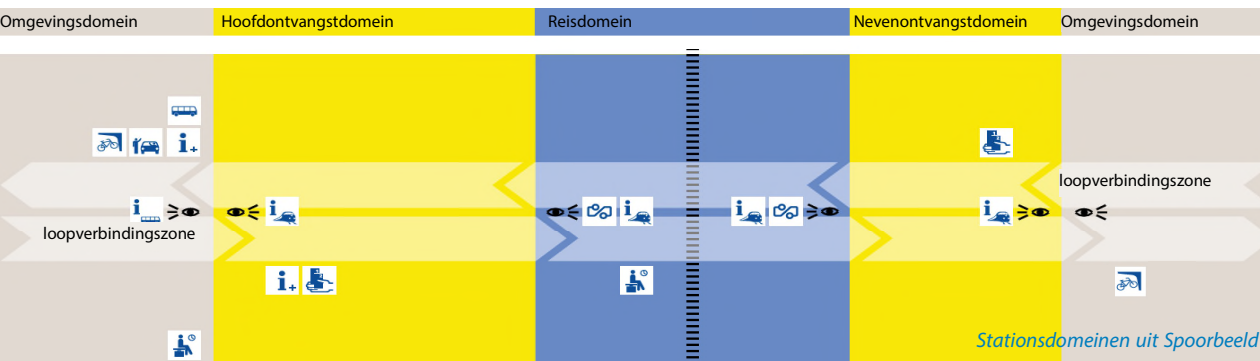 Omgevingsdomein Hoofdontvangstdomein Reisdomein Nevenontvangstdomein Omgevingsdomein
i+
loopverbindingszone
i i i i i
loopverbindingszone
i+
Stationsdomeinen uit Spoorbeeld